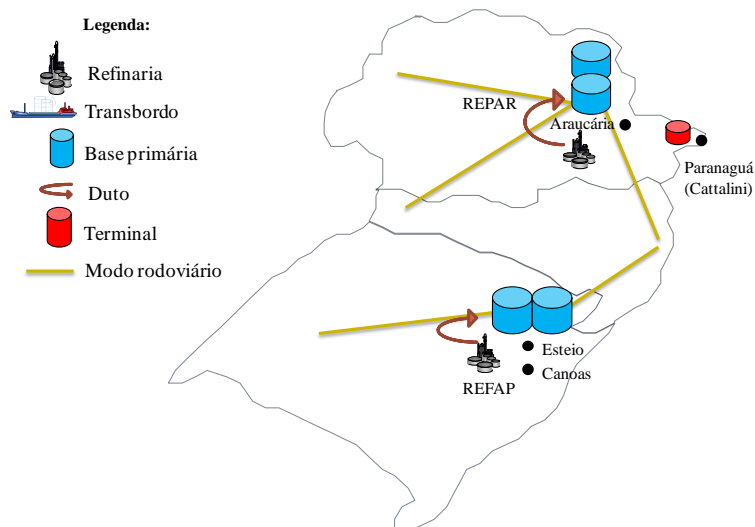 Legenda:
Refinaria
Transbordo
Base primária
Duto
Terminal
Modo rodoviário
REPAR
Araucária
Paranaguá
(Cattalini)
Esteio
Canoas
REFAP